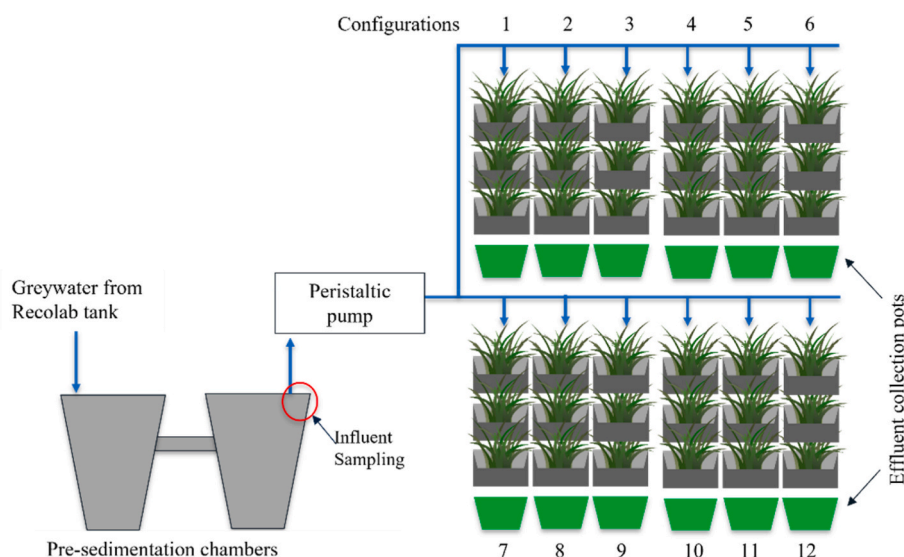 Configurations 1 2 3 4 5 6
Greywater from
Recolab tank
Peristaltic
pump
Influent
Sampling
Pre-sedimentation chambers
7 8 9 10 11 12
Effluent collection pots